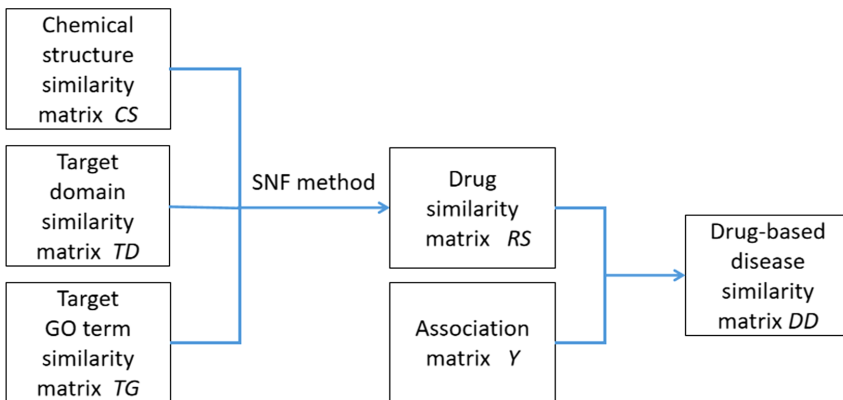 Chemical
structure
similarity
matrix CS
Target
domain
similarity
matrix TD
Target
GO term
similarity
matrix TG
SNF method
Drug
similarity
matrix RS
Association
matrix Y
Drug-based
disease
similarity
matrix DD